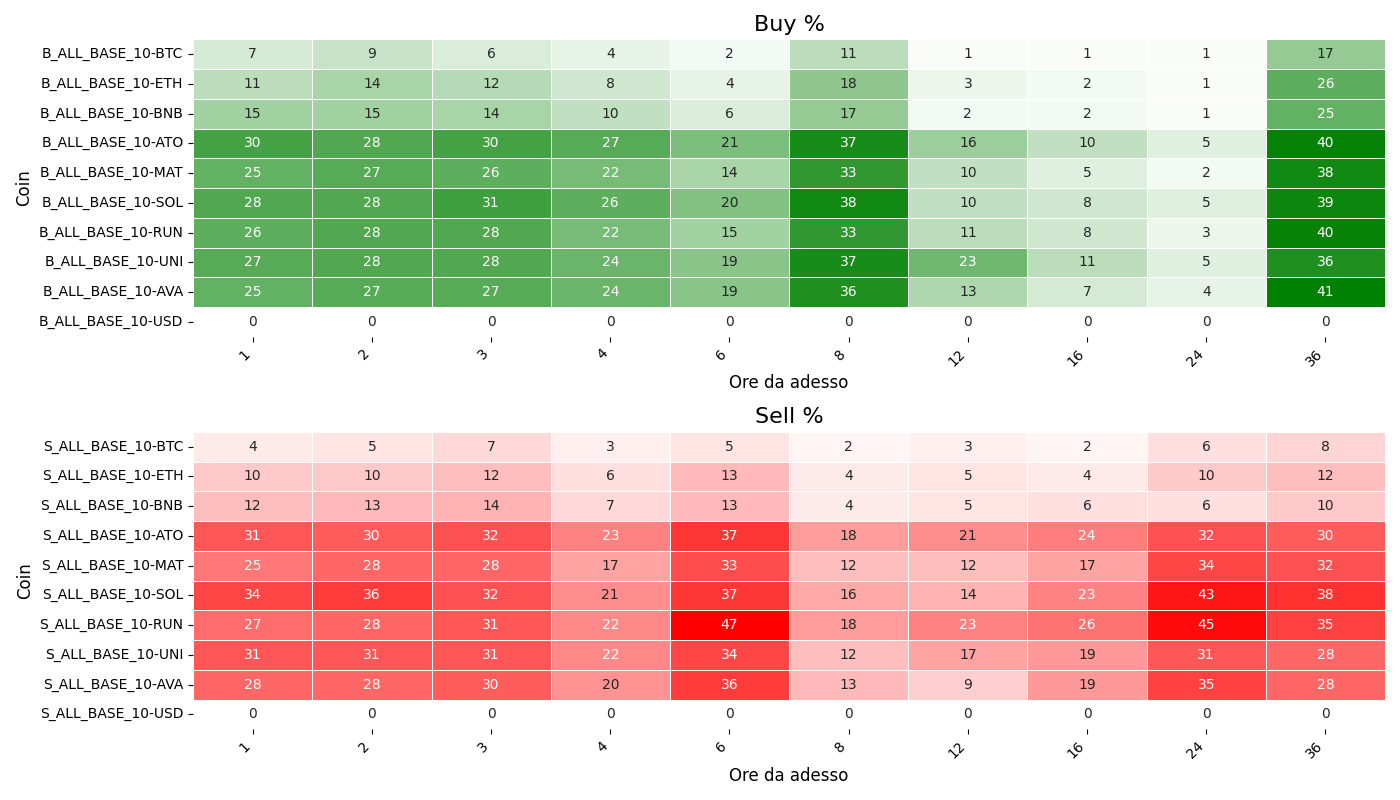 Buy %
Coin
B_ALL_BASE_10-BTC 7 9 6 4 2 11 1 1 1 17
B_ALL_BASE_10-ETH 11 14 12 8 4 18 3 2 1 26
B_ALL_BASE_10-BNB 15 15 14 10 6 17 2 2 1 25
B_ALL_BASE_10-ATO 30 28 30 27 21 37 16 10 5 40
B_ALL_BASE_10-MAT 25 27 26 22 14 33 10 5 2 38
B_ALL_BASE_10-SOL 28 28 31 26 20 38 10 8 5 39
B_ALL_BASE_10-RUN 26 28 28 22 15 33 11 8 3 40
B_ALL_BASE_10-UNI 27 28 28 24 19 37 23 11 5 36
B_ALL_BASE_10-AVA 25 27 27 24 19 36 13 7 4 41
B_ALL_BASE_10-USD 0 0 0 0 0 0 0 0 0 0
1 2 3 4 6 8 12 16 24 36
Ore da adesso
Sell %
Coin
S_ALL_BASE_10-BTC 4 5 7 3 5 2 3 2 6 8
S_ALL_BASE_10-ETH 10 10 12 6 13 4 5 4 10 12
S_ALL_BASE_10-BNB 12 13 14 7 13 4 5 6 6 10
S_ALL_BASE_10-ATO 31 30 32 23 37 18 21 24 32 30
S_ALL_BASE_10-MAT 25 28 28 17 33 12 12 17 34 32
S_ALL_BASE_10-SOL 34 36 32 21 37 16 14 23 43 38
S_ALL_BASE_10-RUN 27 28 31 22 47 18 23 26 45 35
S_ALL_BASE_10-UNI 31 31 31 22 34 12 17 19 31 28
S_ALL_BASE_10-AVA 28 28 30 20 36 13 9 19 35 28
S_ALL_BASE_10-USD 0 0 0 0 0 0 0 0 0 0
1 2 3 4 6 8 12 16 24 36
Ore da adesso